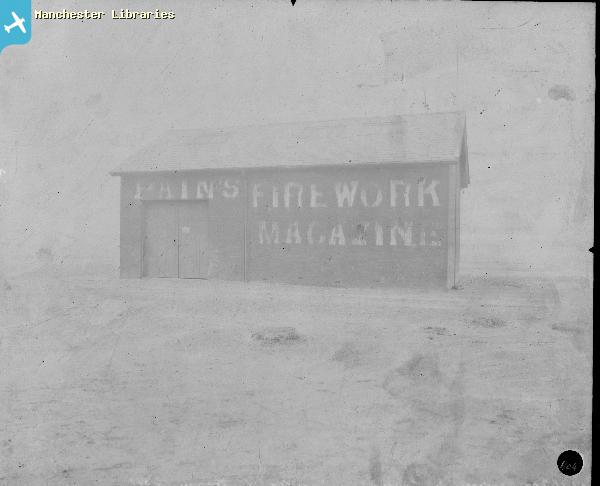 Manchester Libraries
PAIN'S FIREWORK
MAGAZINE